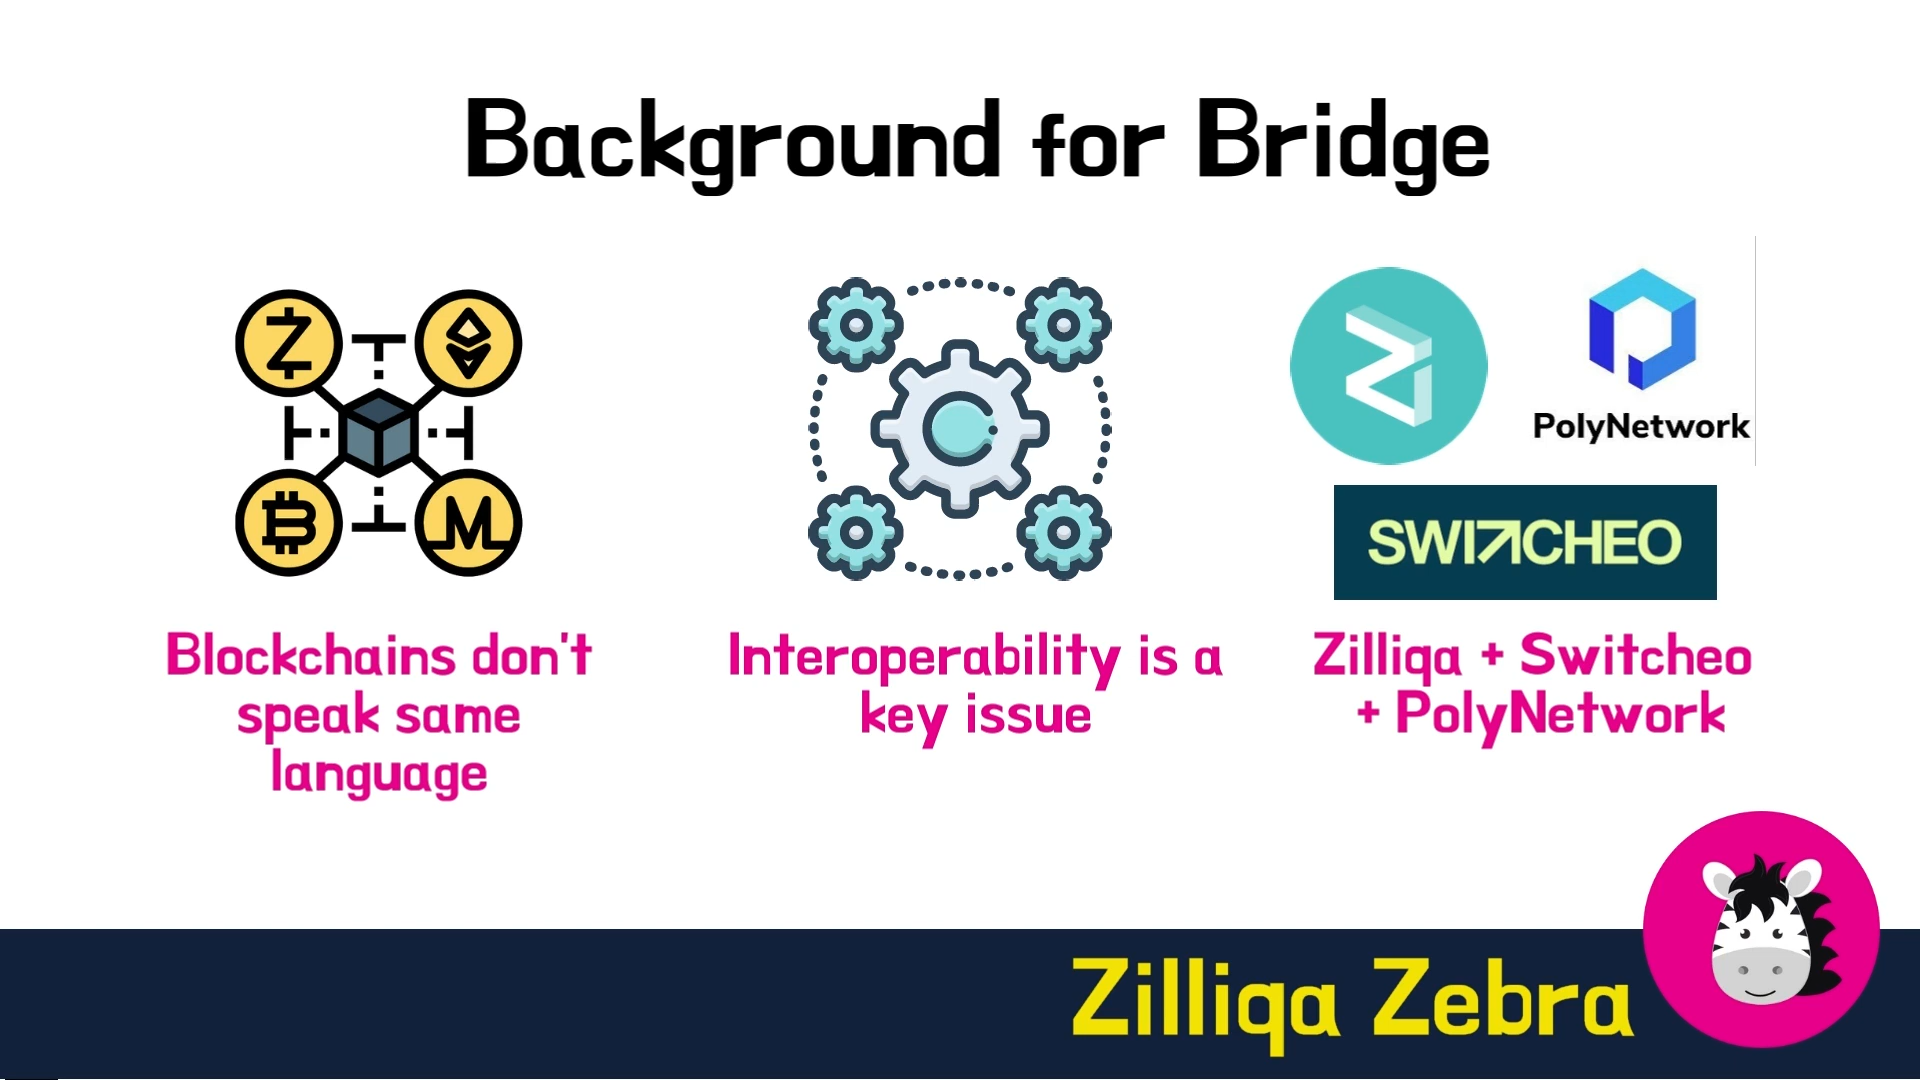 Background for Bridge
PolyNetwork
SWITCHEO
Blockchains don't
speak same
language
Interoperability is a
key issue
Zilliqa + Switcheo
+ PolyNetwork
Zilliqa Zebra